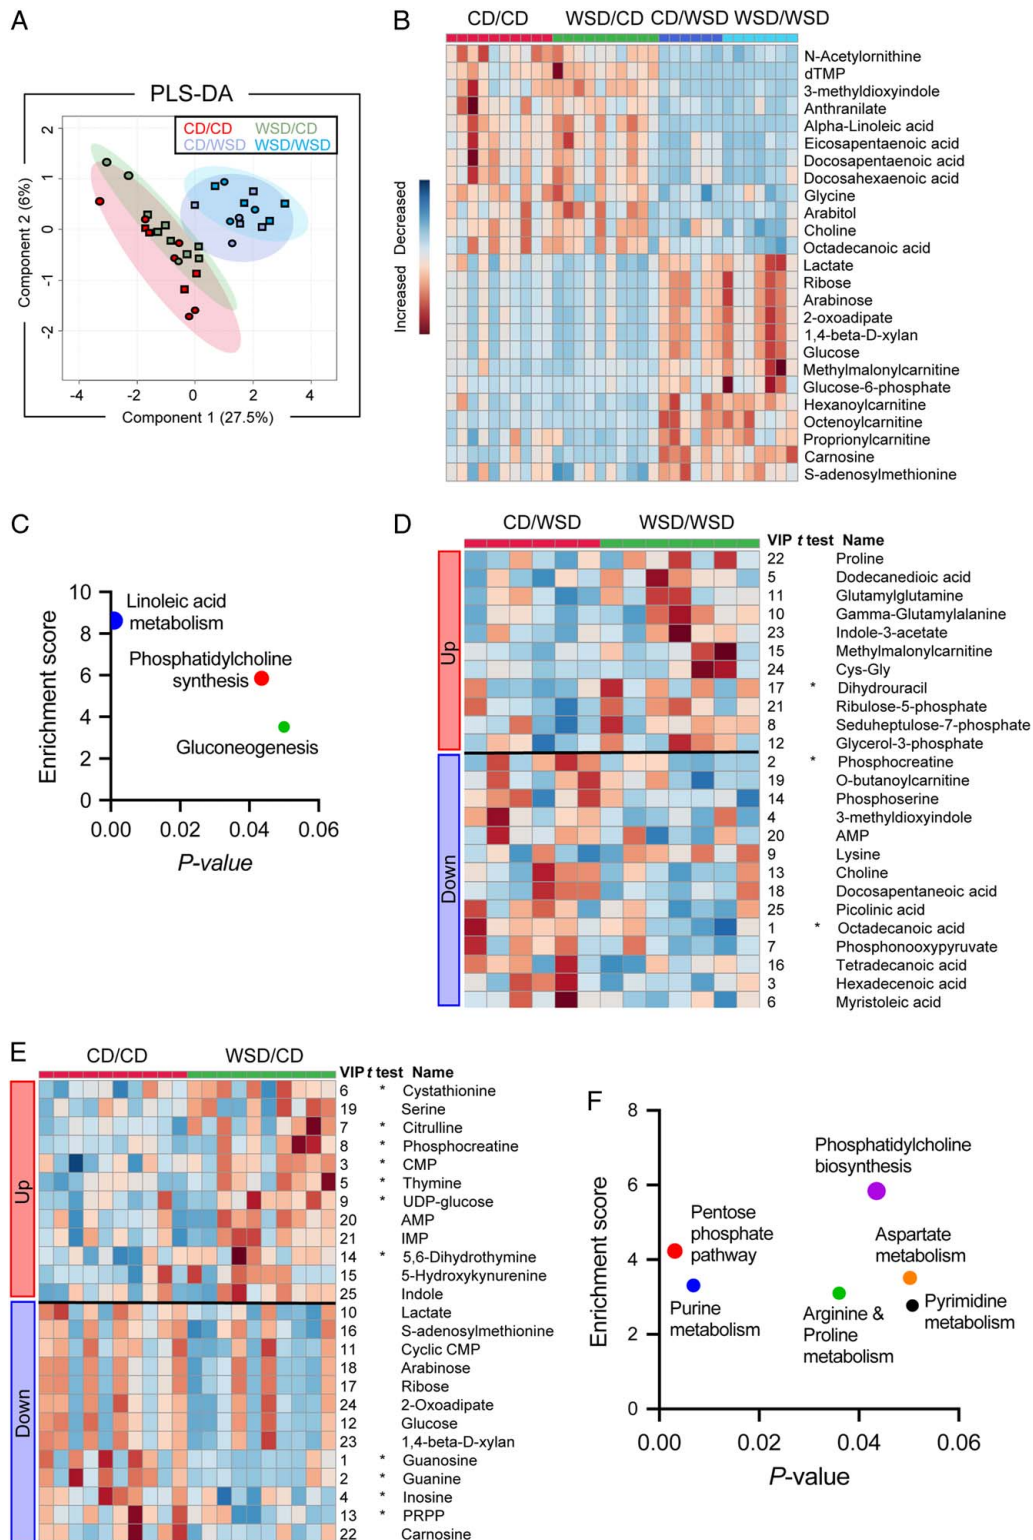 A
PLS-DA
CD/CD WSD/CD
CD/WSD WSD/WSD
2
1
0
-1
-2
Component 2 (6%)
-4 -2 0 2 4
Component 1 (27.5%)
B
CD/CD WSD/CD CD/WSD WSD/WSD
Increased Decreased
N-Acetylornithine
dTMP
3-methyldioxyindole
Anthranilate
Alpha-Linoleic acid
Eicosapentaenoic acid
Docosapentaenoic acid
Docosahexaenoic acid
Glycine
Arabitol
Choline
Octadecanoic acid
Lactate
Ribose
Arabinose
2-oxoadipate
1,4-beta-D-xylan
Glucose
Methylmalonylcarnitine
Glucose-6-phosphate
Hexanoylcarnitine
Octenoylcarnitine
Proprionylcarnitine
Carnosine
S-adenosylmethionine
C
Enrichment score
10
8
6
4
2
0
Linoleic acid
metabolism
Phosphatidylcholine
synthesis
Gluconeogenesis
0.00 0.02 0.04 0.06
P-value
D
CD/WSD WSD/WSD
VIP t test Name
Up
22 Proline
5 Dodecanedioic acid
11 Glutamylglutamine
10 Gamma-Glutamylalanine
23 Indole-3-acetate
15 Methylmalonylcarnitine
24 Cys-Gly
17 * Dihydrouracil
21 Ribulose-5-phosphate
8 Seduheptulose-7-phosphate
12 Glycerol-3-phosphate
Down
2 * Phosphocreatine
19 O-butanoylcarnitine
14 Phosphoserine
4 3-methyldioxyindole
20 AMP
9 Lysine
13 Choline
18 Docosapentaneoic acid
25 Picolinic acid
1 * Octadecanoic acid
7 Phosphonooxypyruvate
16 Tetradecanoic acid
3 Hexadecenoic acid
6 Myristoleic acid
E
CD/CD WSD/CD
VIP t test Name
Up
6 * Cystathionine
19 Serine
7 * Citrulline
8 * Phosphocreatine
3 * CMP
5 * Thymine
9 * UDP-glucose
20 AMP
21 IMP
14 * 5,6-Dihydrothymine
15 5-Hydroxykynurenine
25 Indole
Down
10 Lactate
16 S-adenosylmethionine
11 Cyclic CMP
18 Arabinose
17 Ribose
24 2-Oxoadipate
12 Glucose
23 1,4-beta-D-xylan
1 * Guanosine
2 * Guanine
4 * Inosine
13 * PRPP
22 Carnosine
F
Enrichment score
8
6
4
2
0
Phosphatidylcholine
biosynthesis
Pentose
phosphate
pathway
Aspartate
metabolism
Purine
metabolism
Arginine &
Proline
metabolism
Pyrimidine
metabolism
0.00 0.02 0.04 0.06
P-value